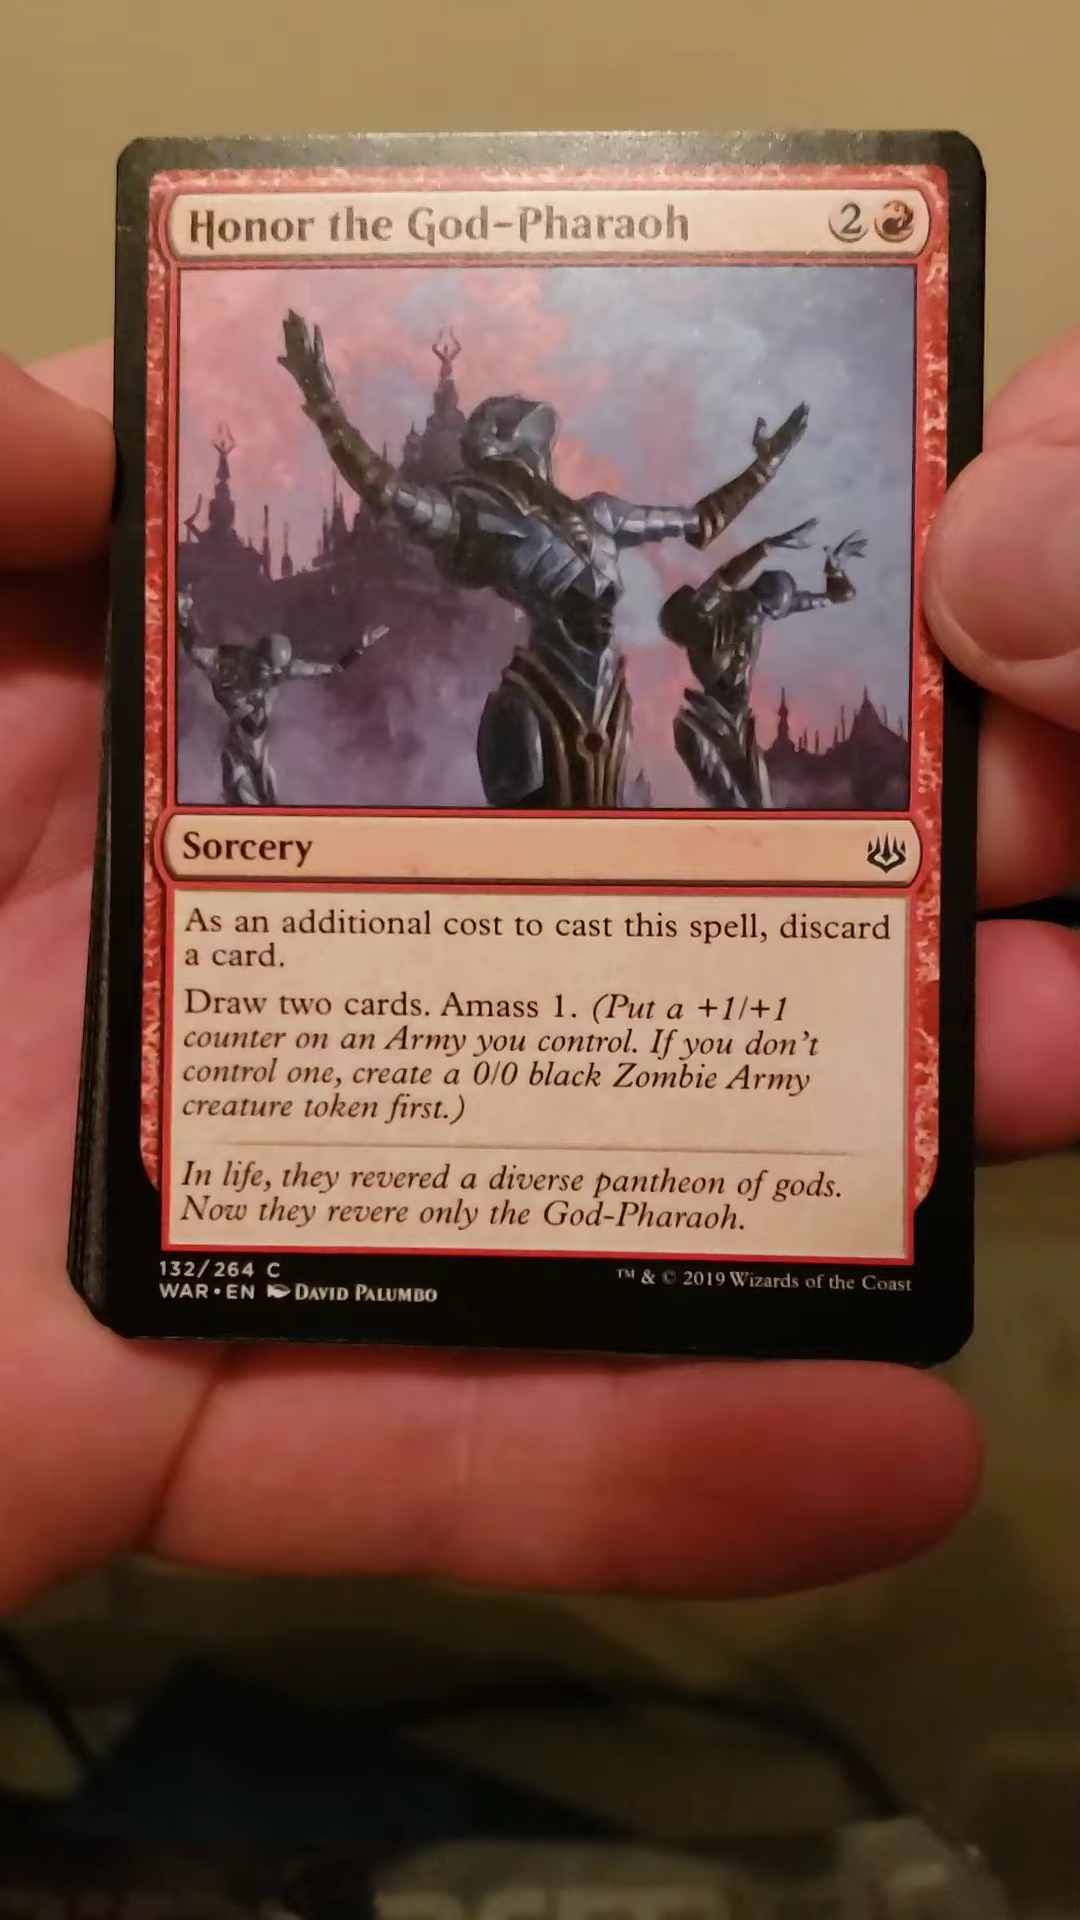 Honor the God-Pharaoh 2
Sorcery
As an additional cost to cast this spell, discard
a card.
Draw two cards. Amass 1. (Put a +1/+1
counter on an Army you control. If you don't
control one, create a 0/0 black Zombie Army
creature token first.)
In life, they revered a diverse pantheon of gods.
Now they revere only the God-Pharaoh.
132/264 C
WAR • EN DAVID PALUMBO
™ & © 2019 Wizards of the Coast